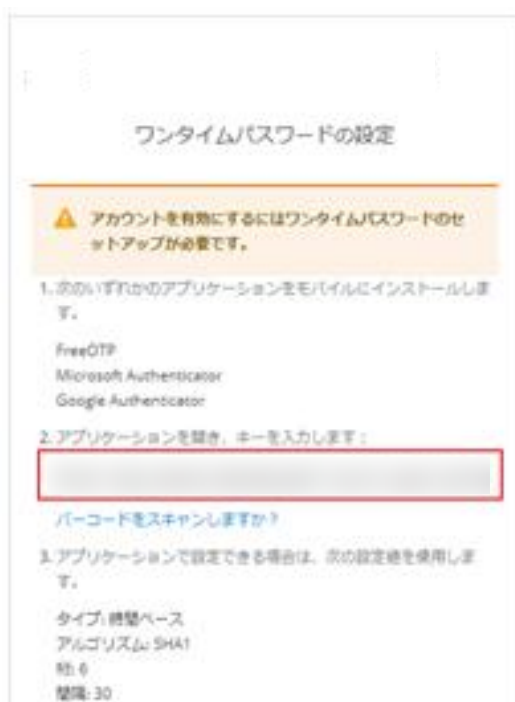 ワンタイムパスワードの設定
アカウントを有効にするにはワンタイムパスワードのセ
ットアップが必要です。
1. 次のいずれかのアプリケーションをモバイルにインストールしま
す。
FreeOTP
Microsoft Authenticator
Google Authenticator
2. アプリケーションを開き、キーを入力します:
バーコードをスキャンしますか?
3. アプリケーションで設定できる場合は、次の設定値を使用しま
す。
タイプ: 時間ベース
アルゴリズム: SHA1
桁: 6
間隔: 30